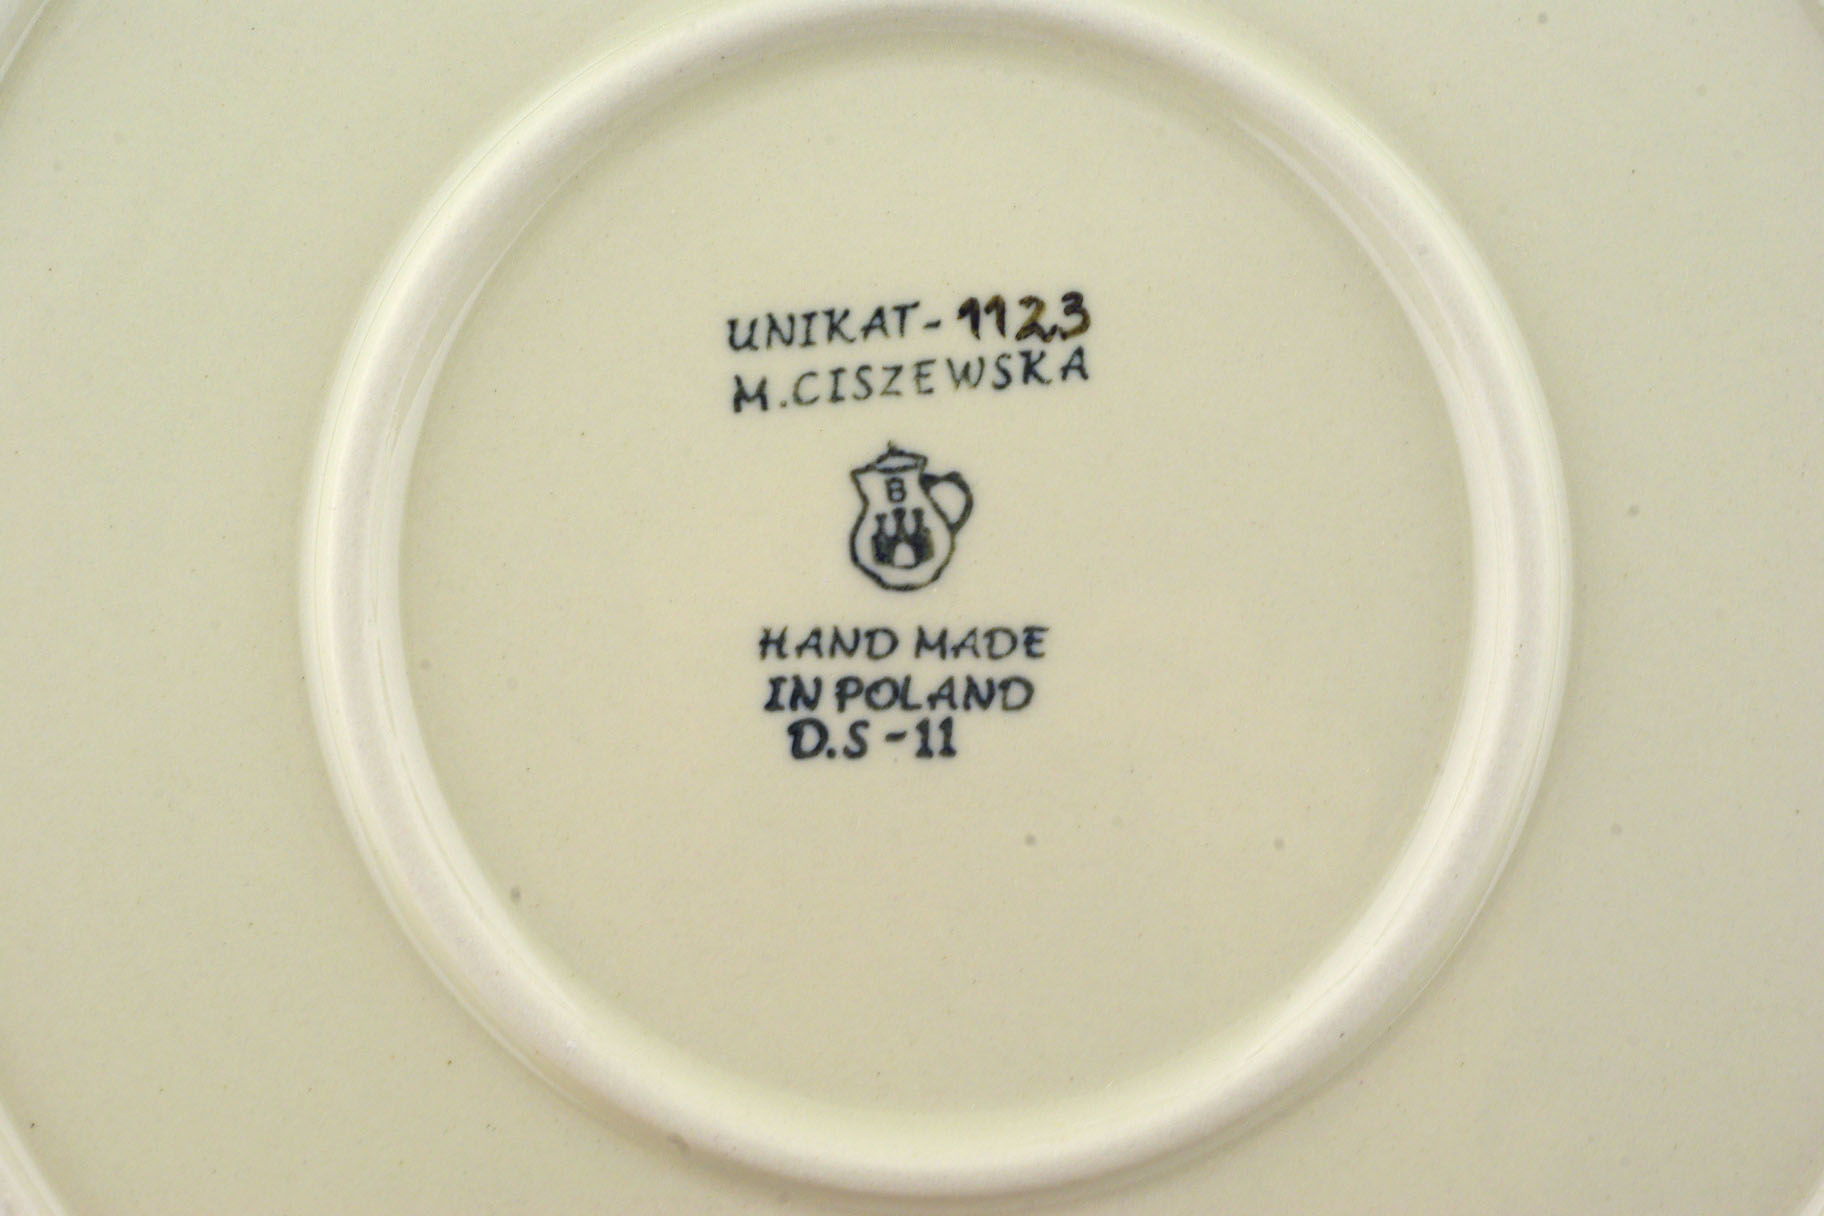 UNIKAT-1123
M.CISZEWSKA
B
HAND MADE
IN POLAND
D.S-11